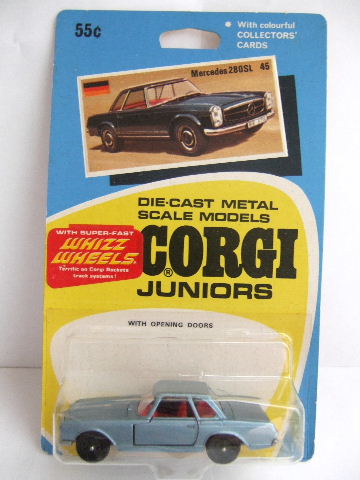 55¢
• With colourful
COLLECTORS'
CARDS
Mercedes 280SL 45
DIE-CAST METAL
SCALE MODELS
WITH SUPER-FAST
WHIZZ
WHEELS
Terrific on Corgi Rockets
track systems!
CORGI
®
JUNIORS
WITH OPENING DOORS